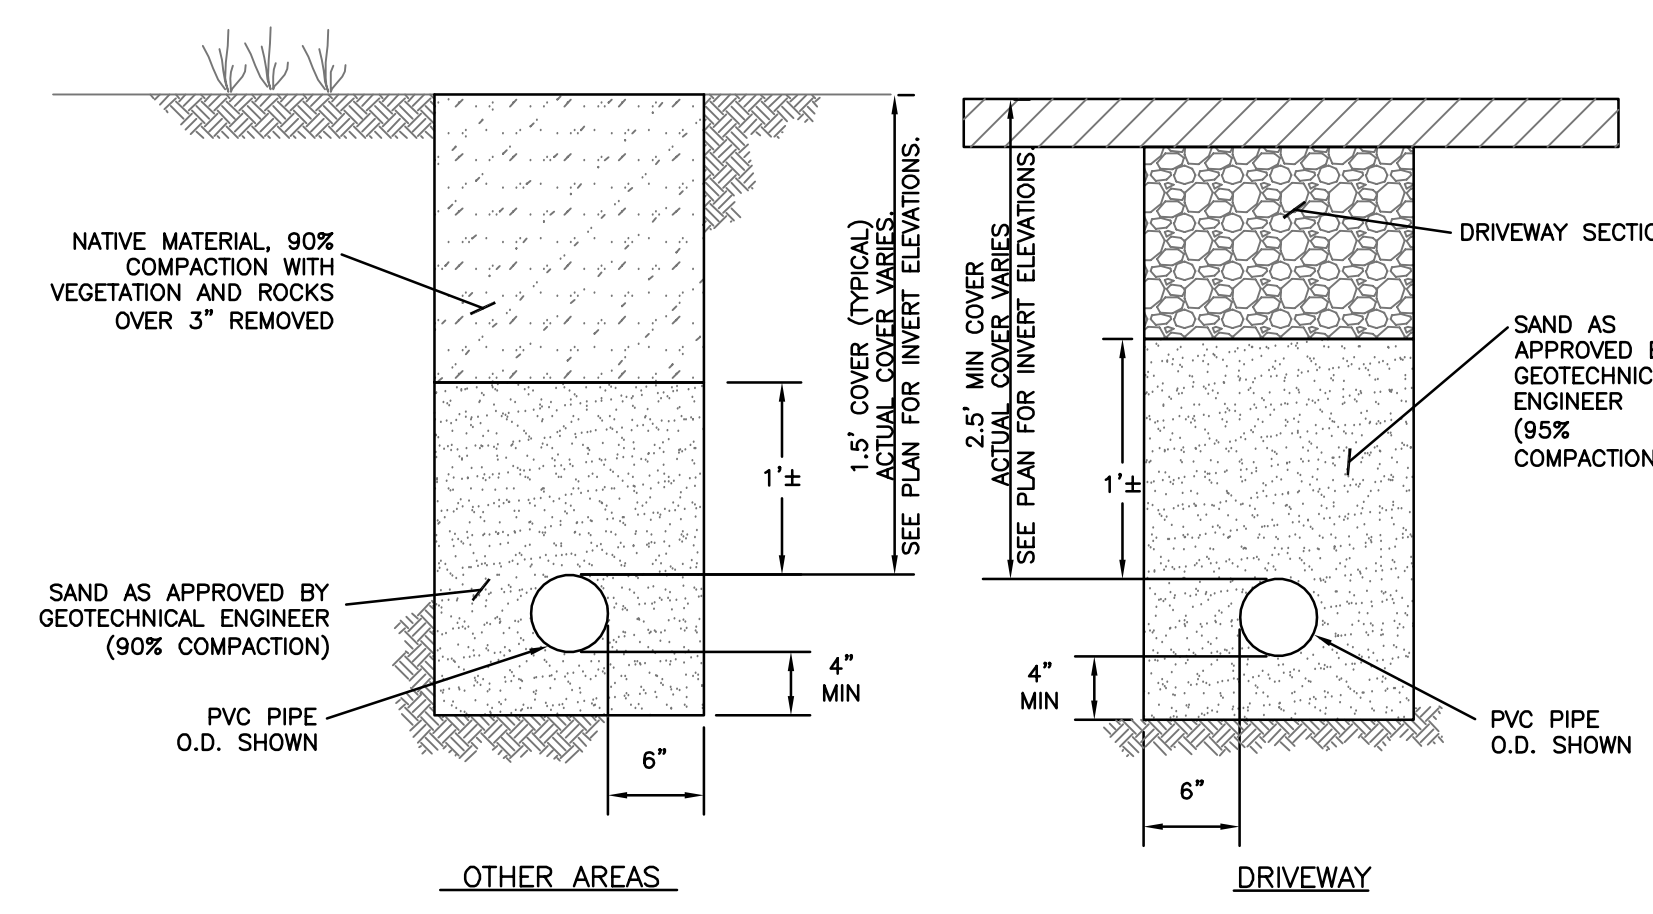 NATIVE MATERIAL, 90%
COMPACTION WITH
VEGETATION AND ROCKS
OVER 3" REMOVED
SAND AS APPROVED BY
GEOTECHNICAL ENGINEER
(90% COMPACTION)
PVC PIPE
O.D. SHOWN
1'±
1.5' COVER (TYPICAL)
ACTUAL COVER VARIES.
SEE PLAN FOR INVERT ELEVATIONS.
4"
MIN
6"
OTHER AREAS
2.5' MIN COVER
ACTUAL COVER VARIES
SEE PLAN FOR INVERT ELEVATIONS.
1'±
4"
MIN
6"
DRIVEWAY SECTIO
SAND AS
APPROVED
GEOTECHNIC
ENGINEER
(95%
COMPACTION
PVC PIPE
O.D. SHOWN
DRIVEWAY